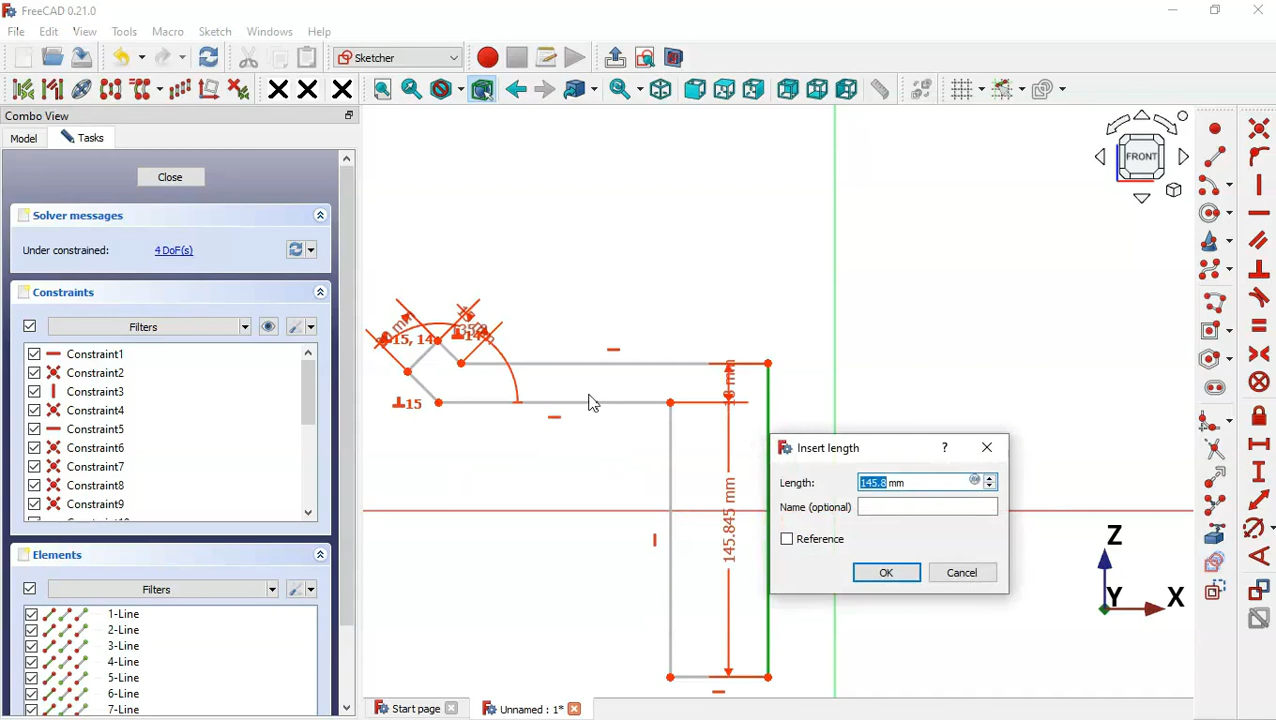 FreeCAD 0.21.0
File Edit View Tools Macro Sketch Windows Help
Sketcher
Combo View
Model Tasks
Close
Solver messages
Under constrained: 4 DoF(s)
Constraints
Filters
Constraint1
Constraint2
Constraint3
Constraint4
Constraint5
Constraint6
Constraint7
Constraint8
Constraint9
Elements
Filters
1-Line
2-Line
3-Line
4-Line
5-Line
6-Line
7-Line
15, 14
15
145.845 mm
FRONT
Insert length ?
Length: 145.8 mm
Name (optional)
Reference
OK Cancel
Z
Y X
Start page Unnamed : 1*